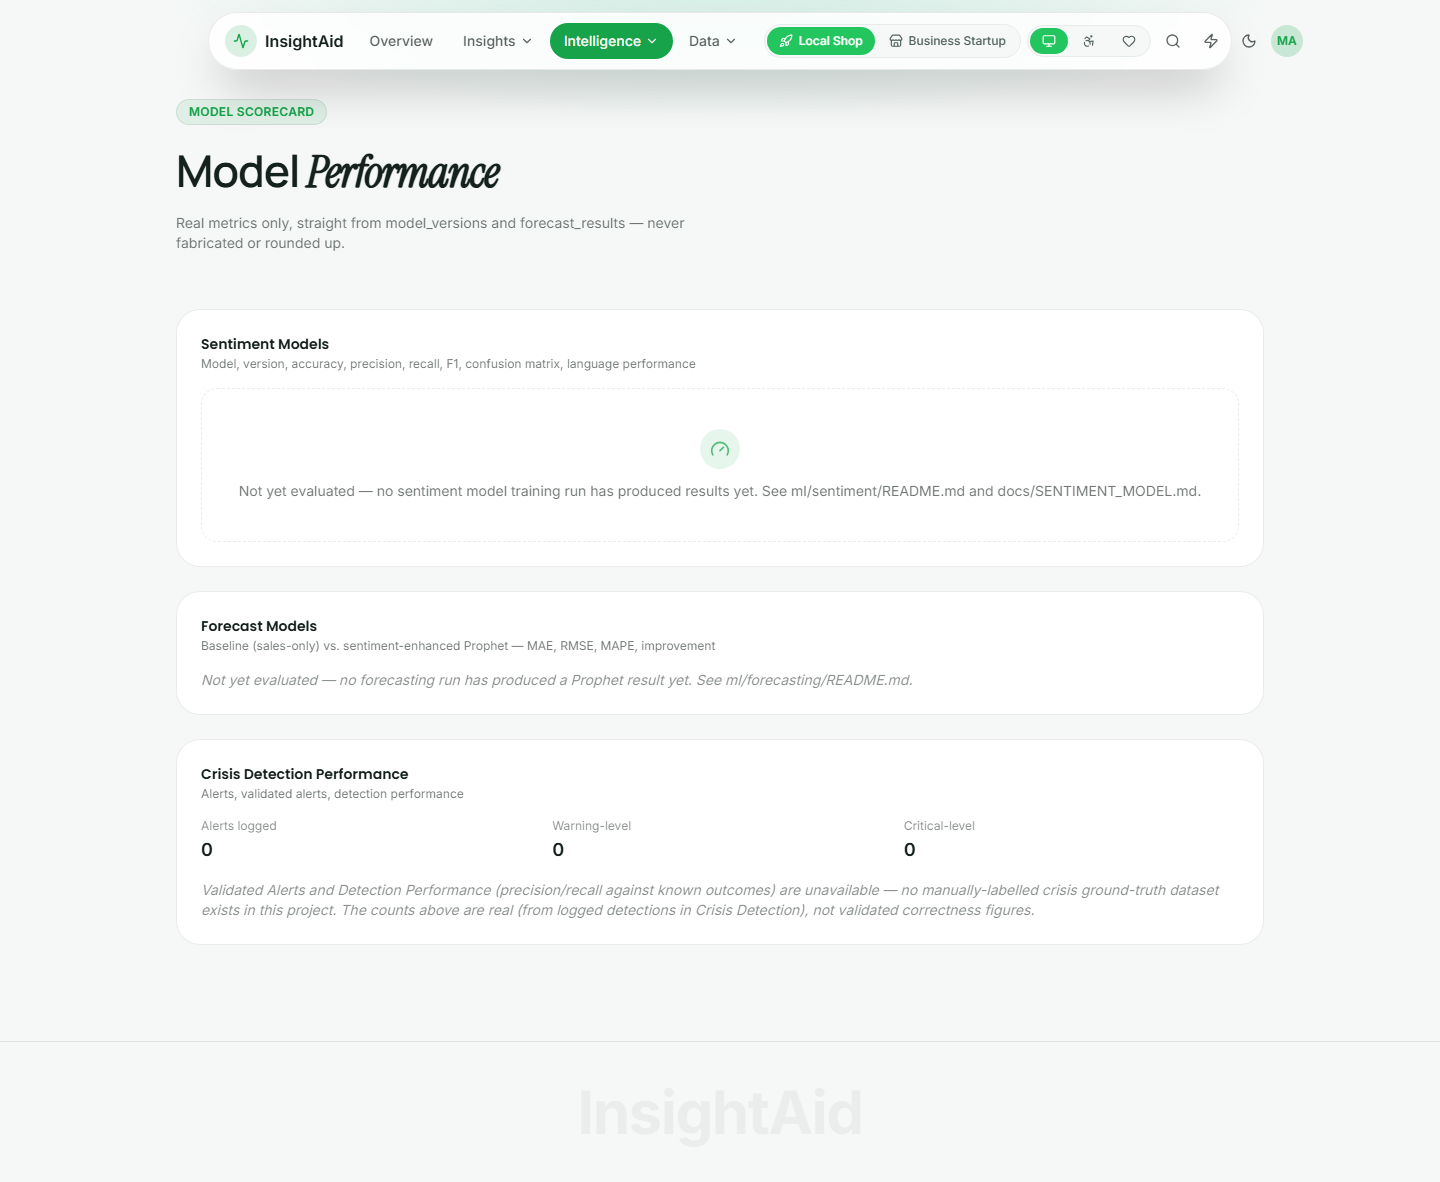 InsightAid
Overview
Insights
Intelligence
Data
Local Shop
Business Startup
MA
MODEL SCORECARD
Model Performance
Real metrics only, straight from model_versions and forecast_results — never
fabricated or rounded up.
Sentiment Models
Model, version, accuracy, precision, recall, F1, confusion matrix, language performance
Not yet evaluated — no sentiment model training run has produced results yet. See ml/sentiment/README.md and docs/SENTIMENT_MODEL.md.
Forecast Models
Baseline (sales-only) vs. sentiment-enhanced Prophet — MAE, RMSE, MAPE, improvement
Not yet evaluated — no forecasting run has produced a Prophet result yet. See ml/forecasting/README.md.
Crisis Detection Performance
Alerts, validated alerts, detection performance
Alerts logged
0
Warning-level
0
Critical-level
0
Validated Alerts and Detection Performance (precision/recall against known outcomes) are unavailable — no manually-labelled crisis ground-truth dataset
exists in this project. The counts above are real (from logged detections in Crisis Detection), not validated correctness figures.
InsightAid